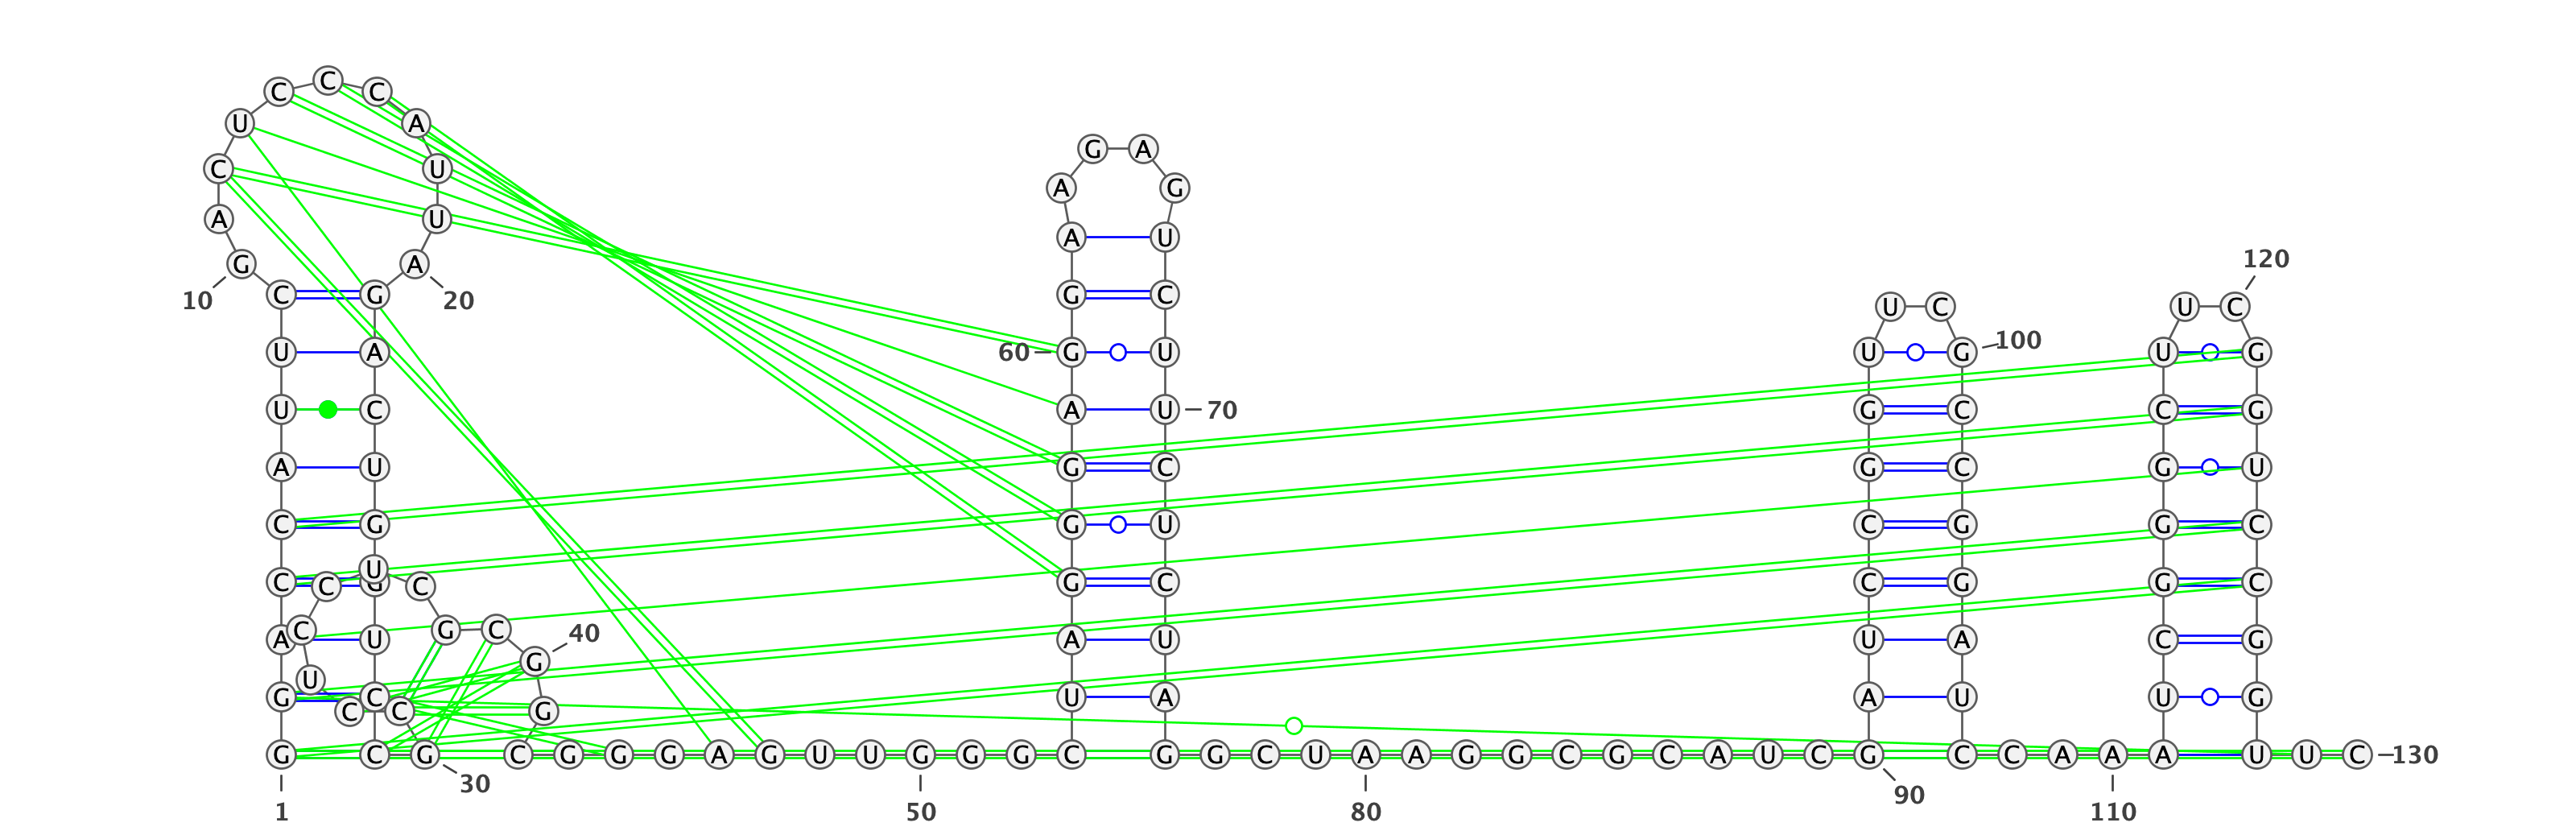 C
C C
U A
G A
C U
A G
A U
A U
120
G A
10 C G 20 G C
U C U C
U A 60 G U U G 100 U G
U C A U 70 G C C G
A U G C G C G U
C G G U C G G C
U
C C G C G C C G G C
A C U G C 40 A U U A C G
G
U
G C U A A U U G
C C G
G C G C G G G A G U U G G G C G G C U A A G G C G C A U C G C C A A A U U C 130
30 90
1 50 80 110